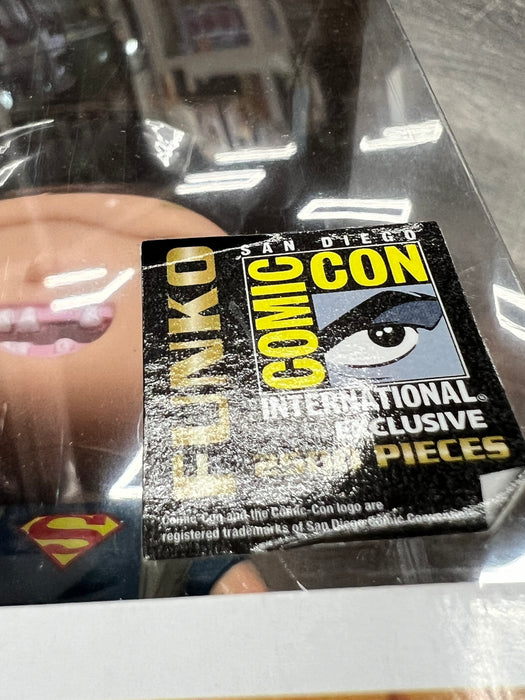 FUNKO
SAN DIEGO
COMIC CON
INTERNATIONAL®
EXCLUSIVE
PIECES
Comic-Con and the Comic-Con logo are
registered trademarks of San Diego Comic